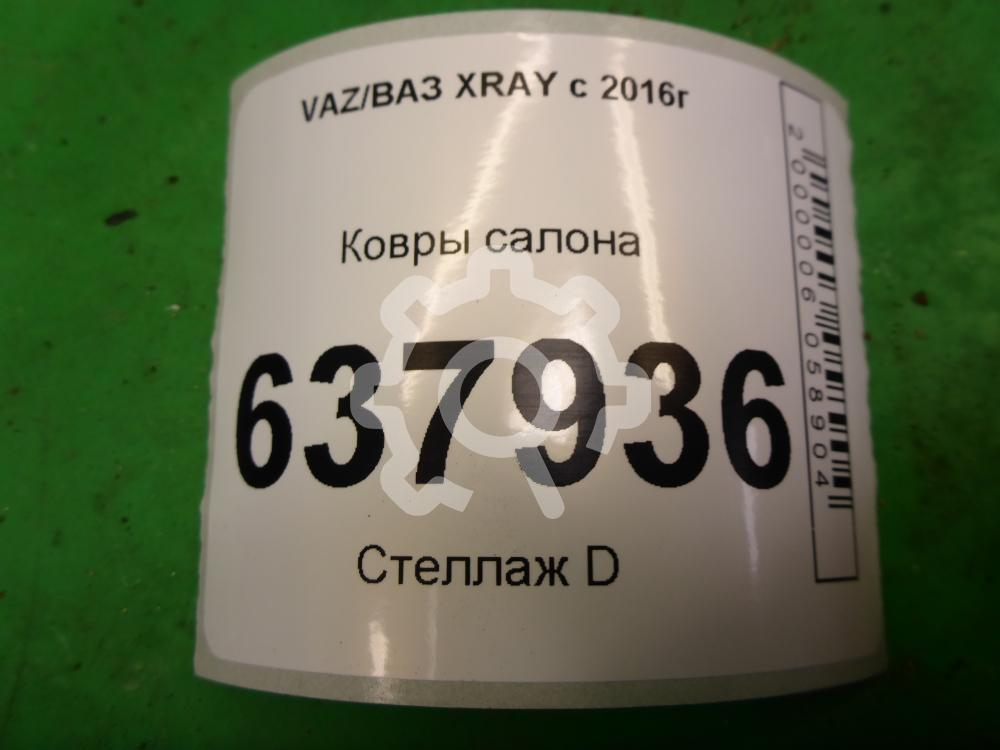 VAZ/ВАЗ XRAY с 2016г
Ковры салона
637936
Стеллаж D
2000006058904